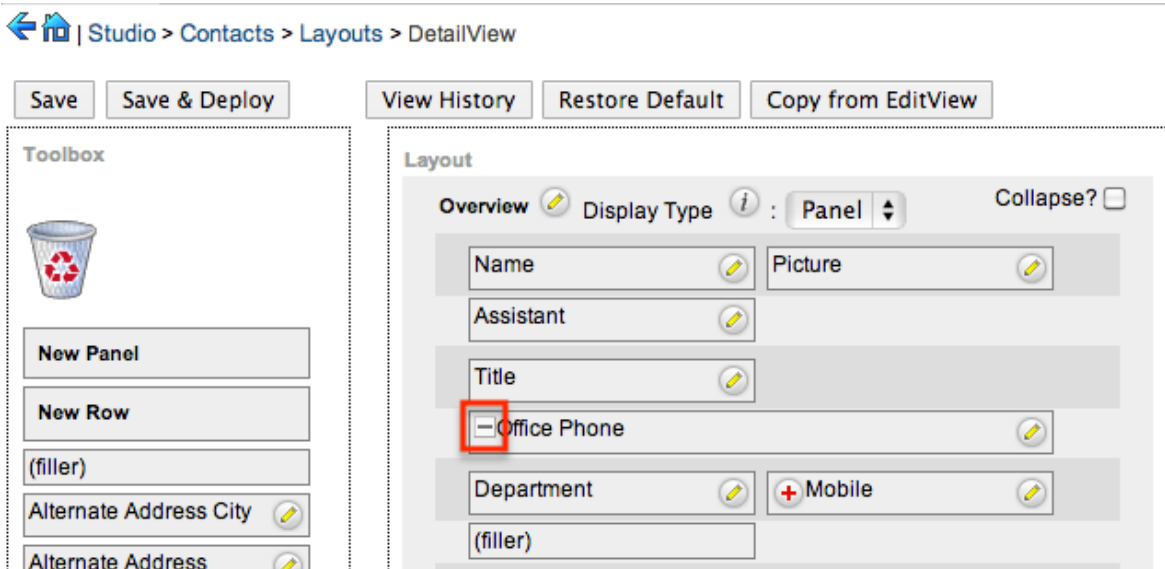 | Studio > Contacts > Layouts > DetailView
Save Save & Deploy View History Restore Default Copy from EditView
Toolbox
New Panel
New Row
(filler)
Alternate Address City
Alternate Address
Layout
Overview Display Type i : Panel Collapse?
Name Picture
Assistant
Title
Office Phone
Department Mobile
(filler)